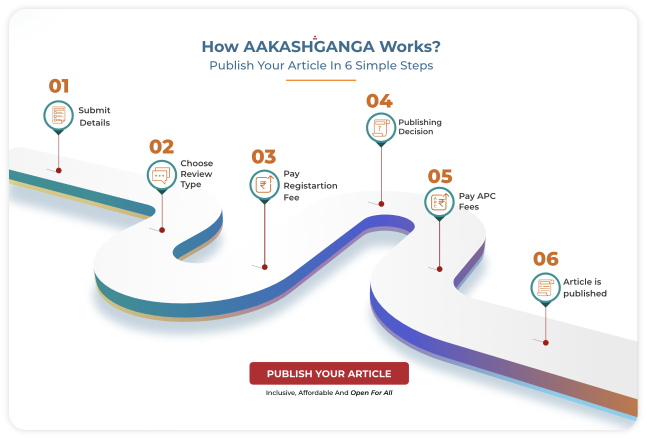 How AAKASHGANGA Works?
Publish Your Article In 6 Simple Steps
01
Submit
Details
02
Choose
Review
Type
03
Pay
Registartion
Fee
04
Publishing
Decision
05
Pay APC
Fees
06
Article is
published
PUBLISH YOUR ARTICLE
Inclusive, Affordable And Open For All